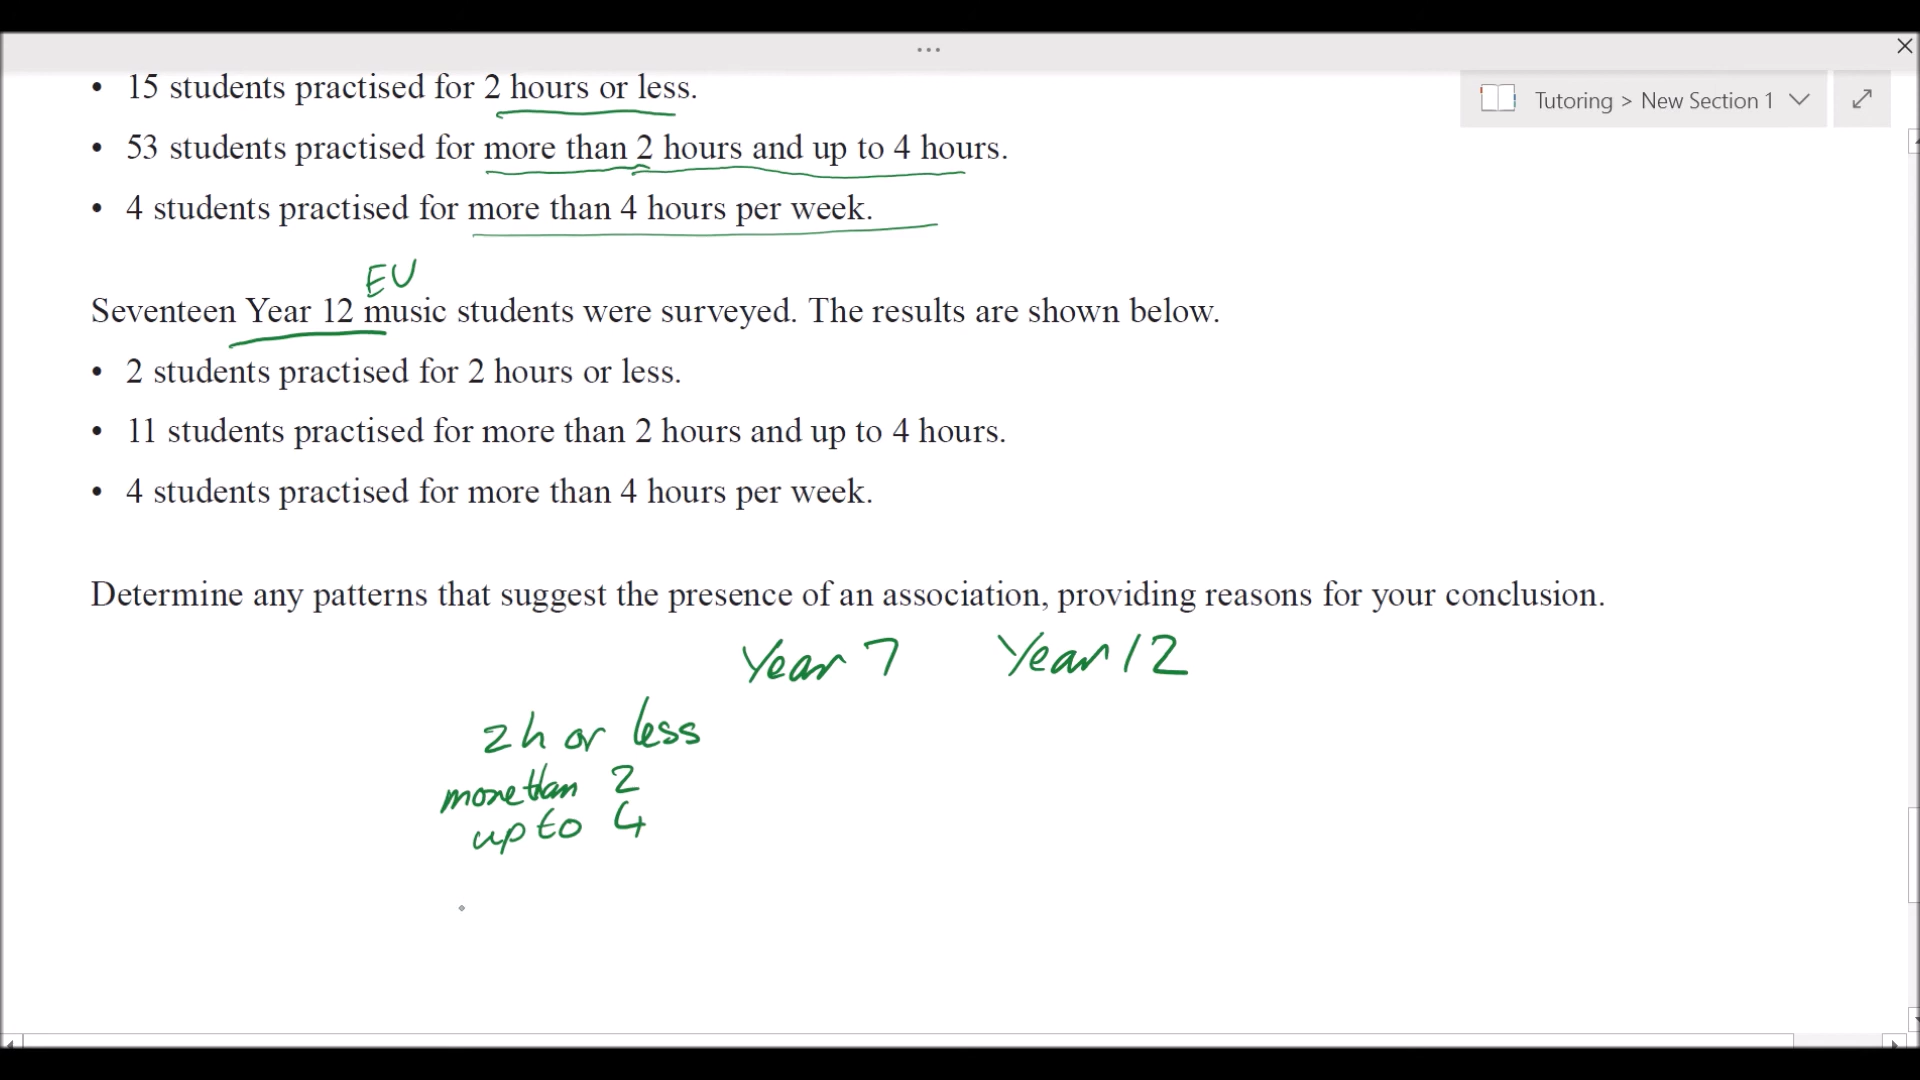 • 15 students practised for 2 hours or less.
Tutoring > New Section 1
• 53 students practised for more than 2 hours and up to 4 hours.
• 4 students practised for more than 4 hours per week.
EV
Seventeen Year 12 music students were surveyed. The results are shown below.
• 2 students practised for 2 hours or less.
• 11 students practised for more than 2 hours and up to 4 hours.
• 4 students practised for more than 4 hours per week.
Determine any patterns that suggest the presence of an association, providing reasons for your conclusion.
Year 7 Year 12
2h or less
more than 2
up to 4